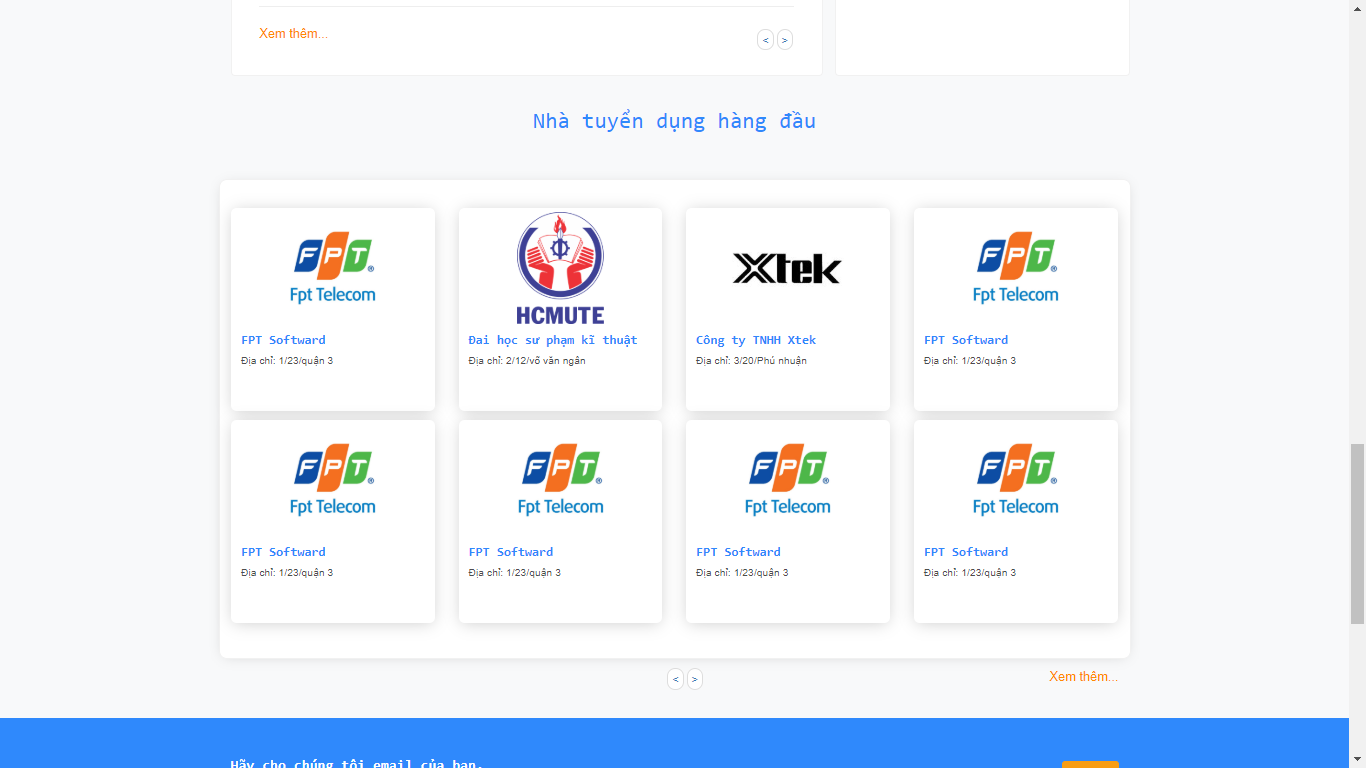 Xem thêm...
< >
Nhà tuyển dụng hàng đầu
FPT®
Fpt Telecom
FPT Softward
Địa chỉ: 1/23/quận 3
HCMUTE
Đai học sư phạm kĩ thuật
Địa chỉ: 2/12/võ văn ngân
Xtek
Công ty TNHH Xtek
Địa chỉ: 3/20/Phú nhuận
FPT®
Fpt Telecom
FPT Softward
Địa chỉ: 1/23/quận 3
FPT®
Fpt Telecom
FPT Softward
Địa chỉ: 1/23/quận 3
FPT®
Fpt Telecom
FPT Softward
Địa chỉ: 1/23/quận 3
FPT®
Fpt Telecom
FPT Softward
Địa chỉ: 1/23/quận 3
FPT®
Fpt Telecom
FPT Softward
Địa chỉ: 1/23/quận 3
< >
Xem thêm...
Hãy cho chúng tôi email của bạn.